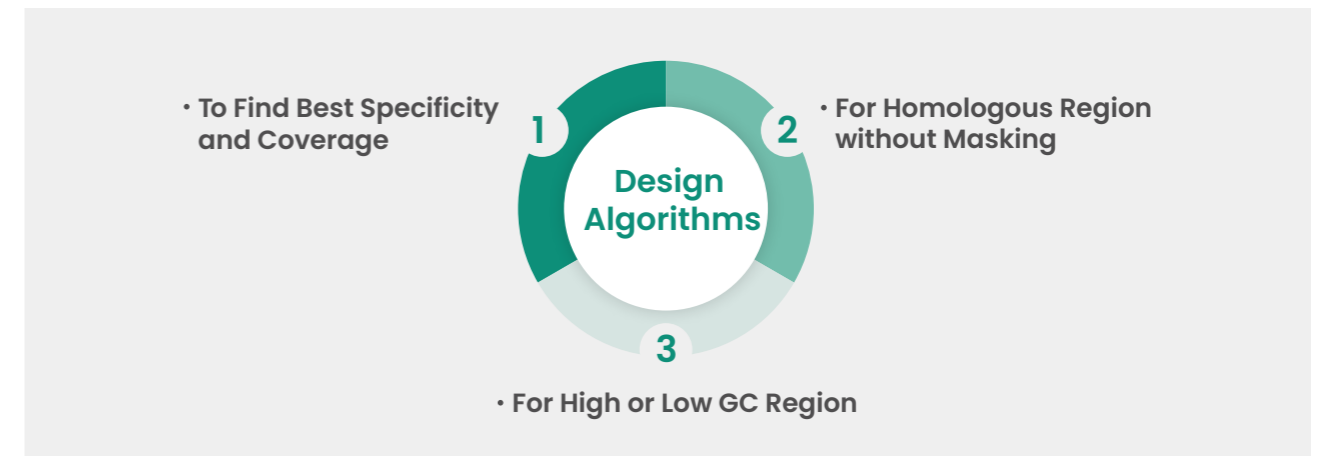 · To Find Best Specificity
and Coverage
1
Design
Algorithms
2
· For Homologous Region
without Masking
3
· For High or Low GC Region